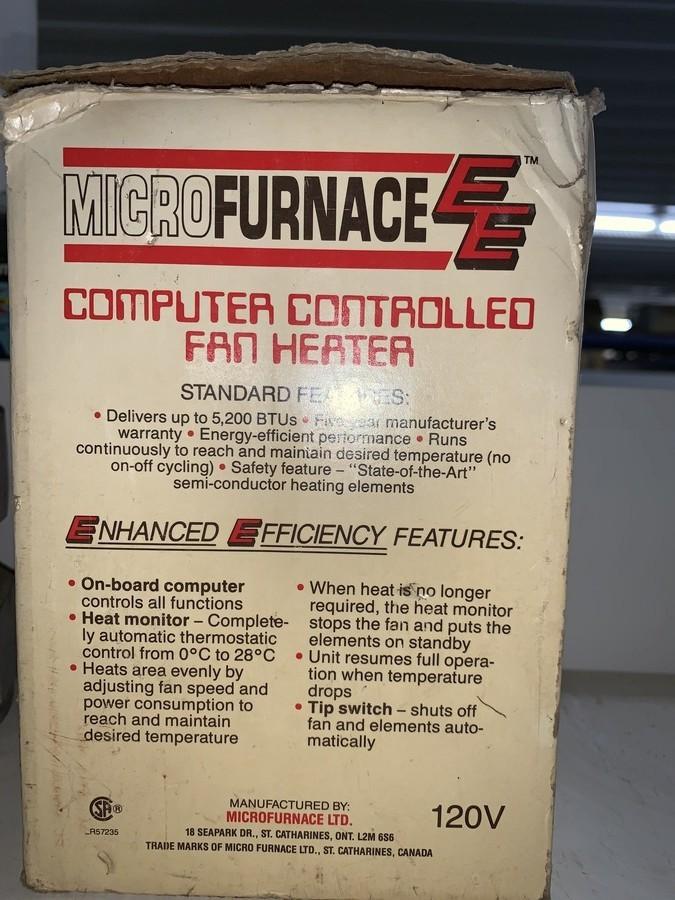 MICROFURNACE EE ™
COMPUTER CONTROLLED
FAN HEATER
STANDARD FEATURES:
• Delivers up to 5,200 BTUs • Five year manufacturer's
warranty • Energy-efficient performance • Runs
continuously to reach and maintain desired temperature (no
on-off cycling) • Safety feature – "State-of-the-Art"
semi-conductor heating elements
ENHANCED EFFICIENCY FEATURES:
• On-board computer
controls all functions
• Heat monitor – Complete-
ly automatic thermostatic
control from 0°C to 28°C
• Heats area evenly by
adjusting fan speed and
power consumption to
reach and maintain
desired temperature
• When heat is no longer
required, the heat monitor
stops the fan and puts the
elements on standby
• Unit resumes full opera-
tion when temperature
drops
• Tip switch – shuts off
fan and elements auto-
matically
SA ®
LR57235
MANUFACTURED BY:
MICROFURNACE LTD.
18 SEAPARK DR., ST. CATHARINES, ONT. L2M 6S6
TRADE MARKS OF MICRO FURNACE LTD., ST. CATHARINES, CANADA
120V